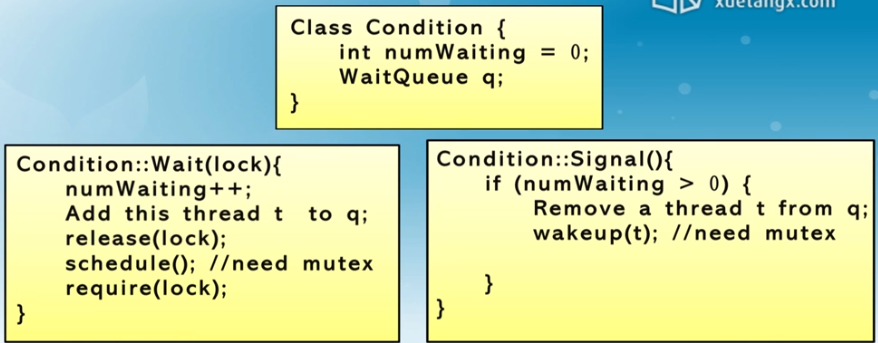 xuetangx.com
Class Condition {
    int numWaiting = 0;
    WaitQueue q;
}
Condition::Wait(lock){
    numWaiting++;
    Add this thread t  to q;
    release(lock);
    schedule(); //need mutex
    require(lock);
}
Condition::Signal(){
    if (numWaiting > 0) {
        Remove a thread t from q;
        wakeup(t); //need mutex
    }
}